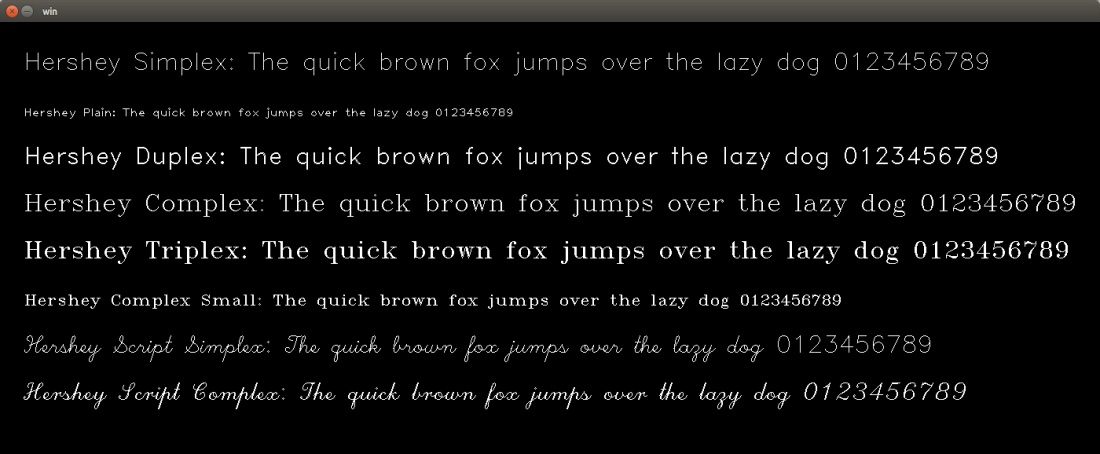 win
Hershey Simplex: The quick brown fox jumps over the lazy dog 0123456789
Hershey Plain: The quick brown fox jumps over the lazy dog 0123456789
Hershey Duplex: The quick brown fox jumps over the lazy dog 0123456789
Hershey Complex: The quick brown fox jumps over the lazy dog 0123456789
Hershey Triplex: The quick brown fox jumps over the lazy dog 0123456789
Hershey Complex Small: The quick brown fox jumps over the lazy dog 0123456789
Hershey Script Simplex: The quick brown fox jumps over the lazy dog 0123456789
Hershey Script Complex: The quick brown fox jumps over the lazy dog 0123456789